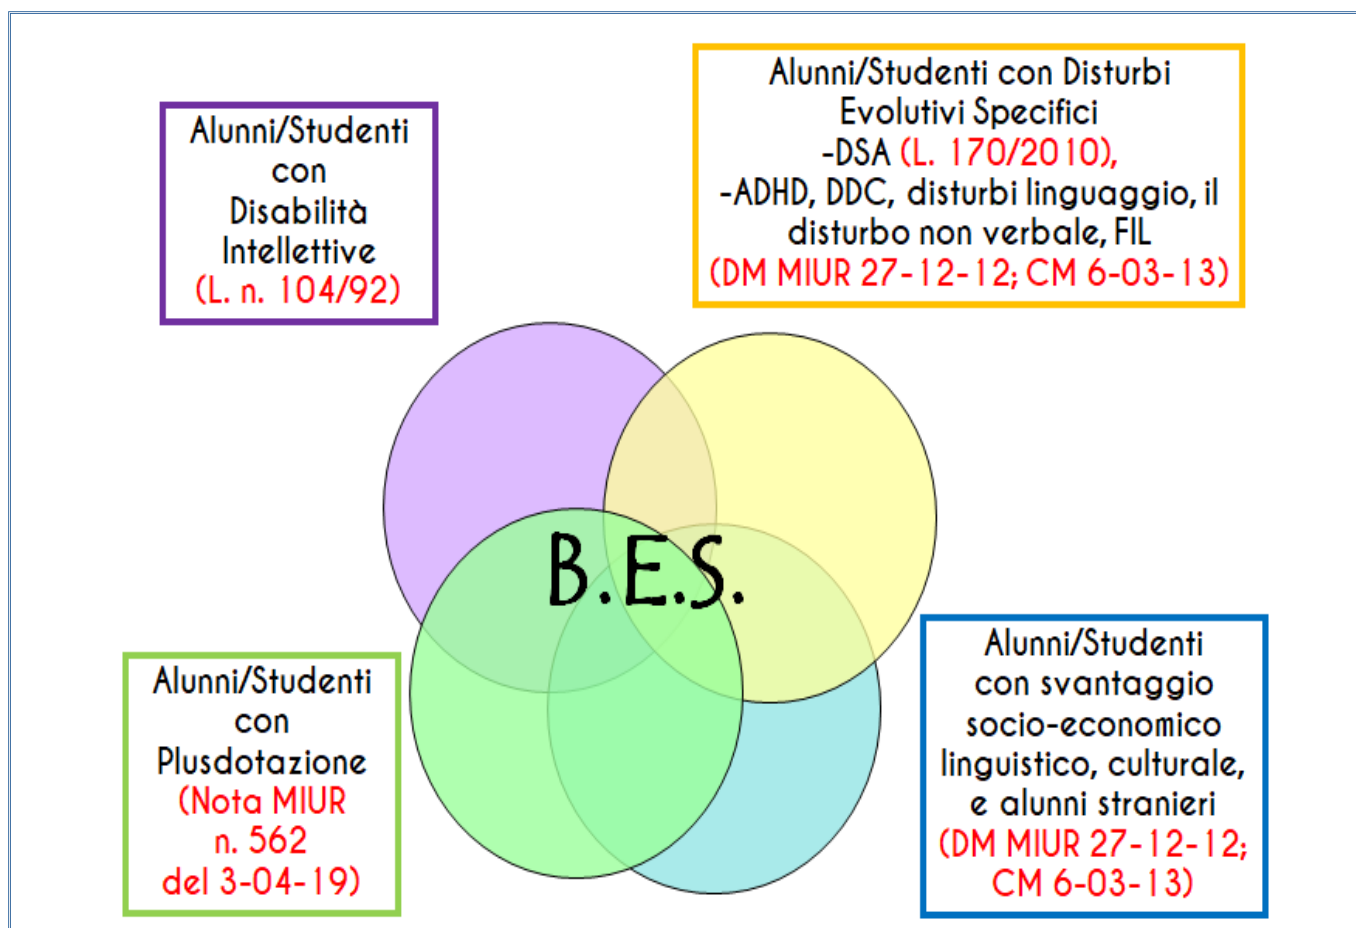 Alunni/Studenti
con
Disabilità
Intellettive
(L. n. 104/92)
Alunni/Studenti con Disturbi
Evolutivi Specifici
-DSA (L. 170/2010),
-ADHD, DDC, disturbi linguaggio, il
disturbo non verbale, FIL
(DM MIUR 27-12-12; CM 6-03-13)
B.E.S.
Alunni/Studenti
con
Plusdotazione
(Nota MIUR
n. 562
del 3-04-19)
Alunni/Studenti
con svantaggio
socio-economico
linguistico, culturale,
e alunni stranieri
(DM MIUR 27-12-12;
CM 6-03-13)